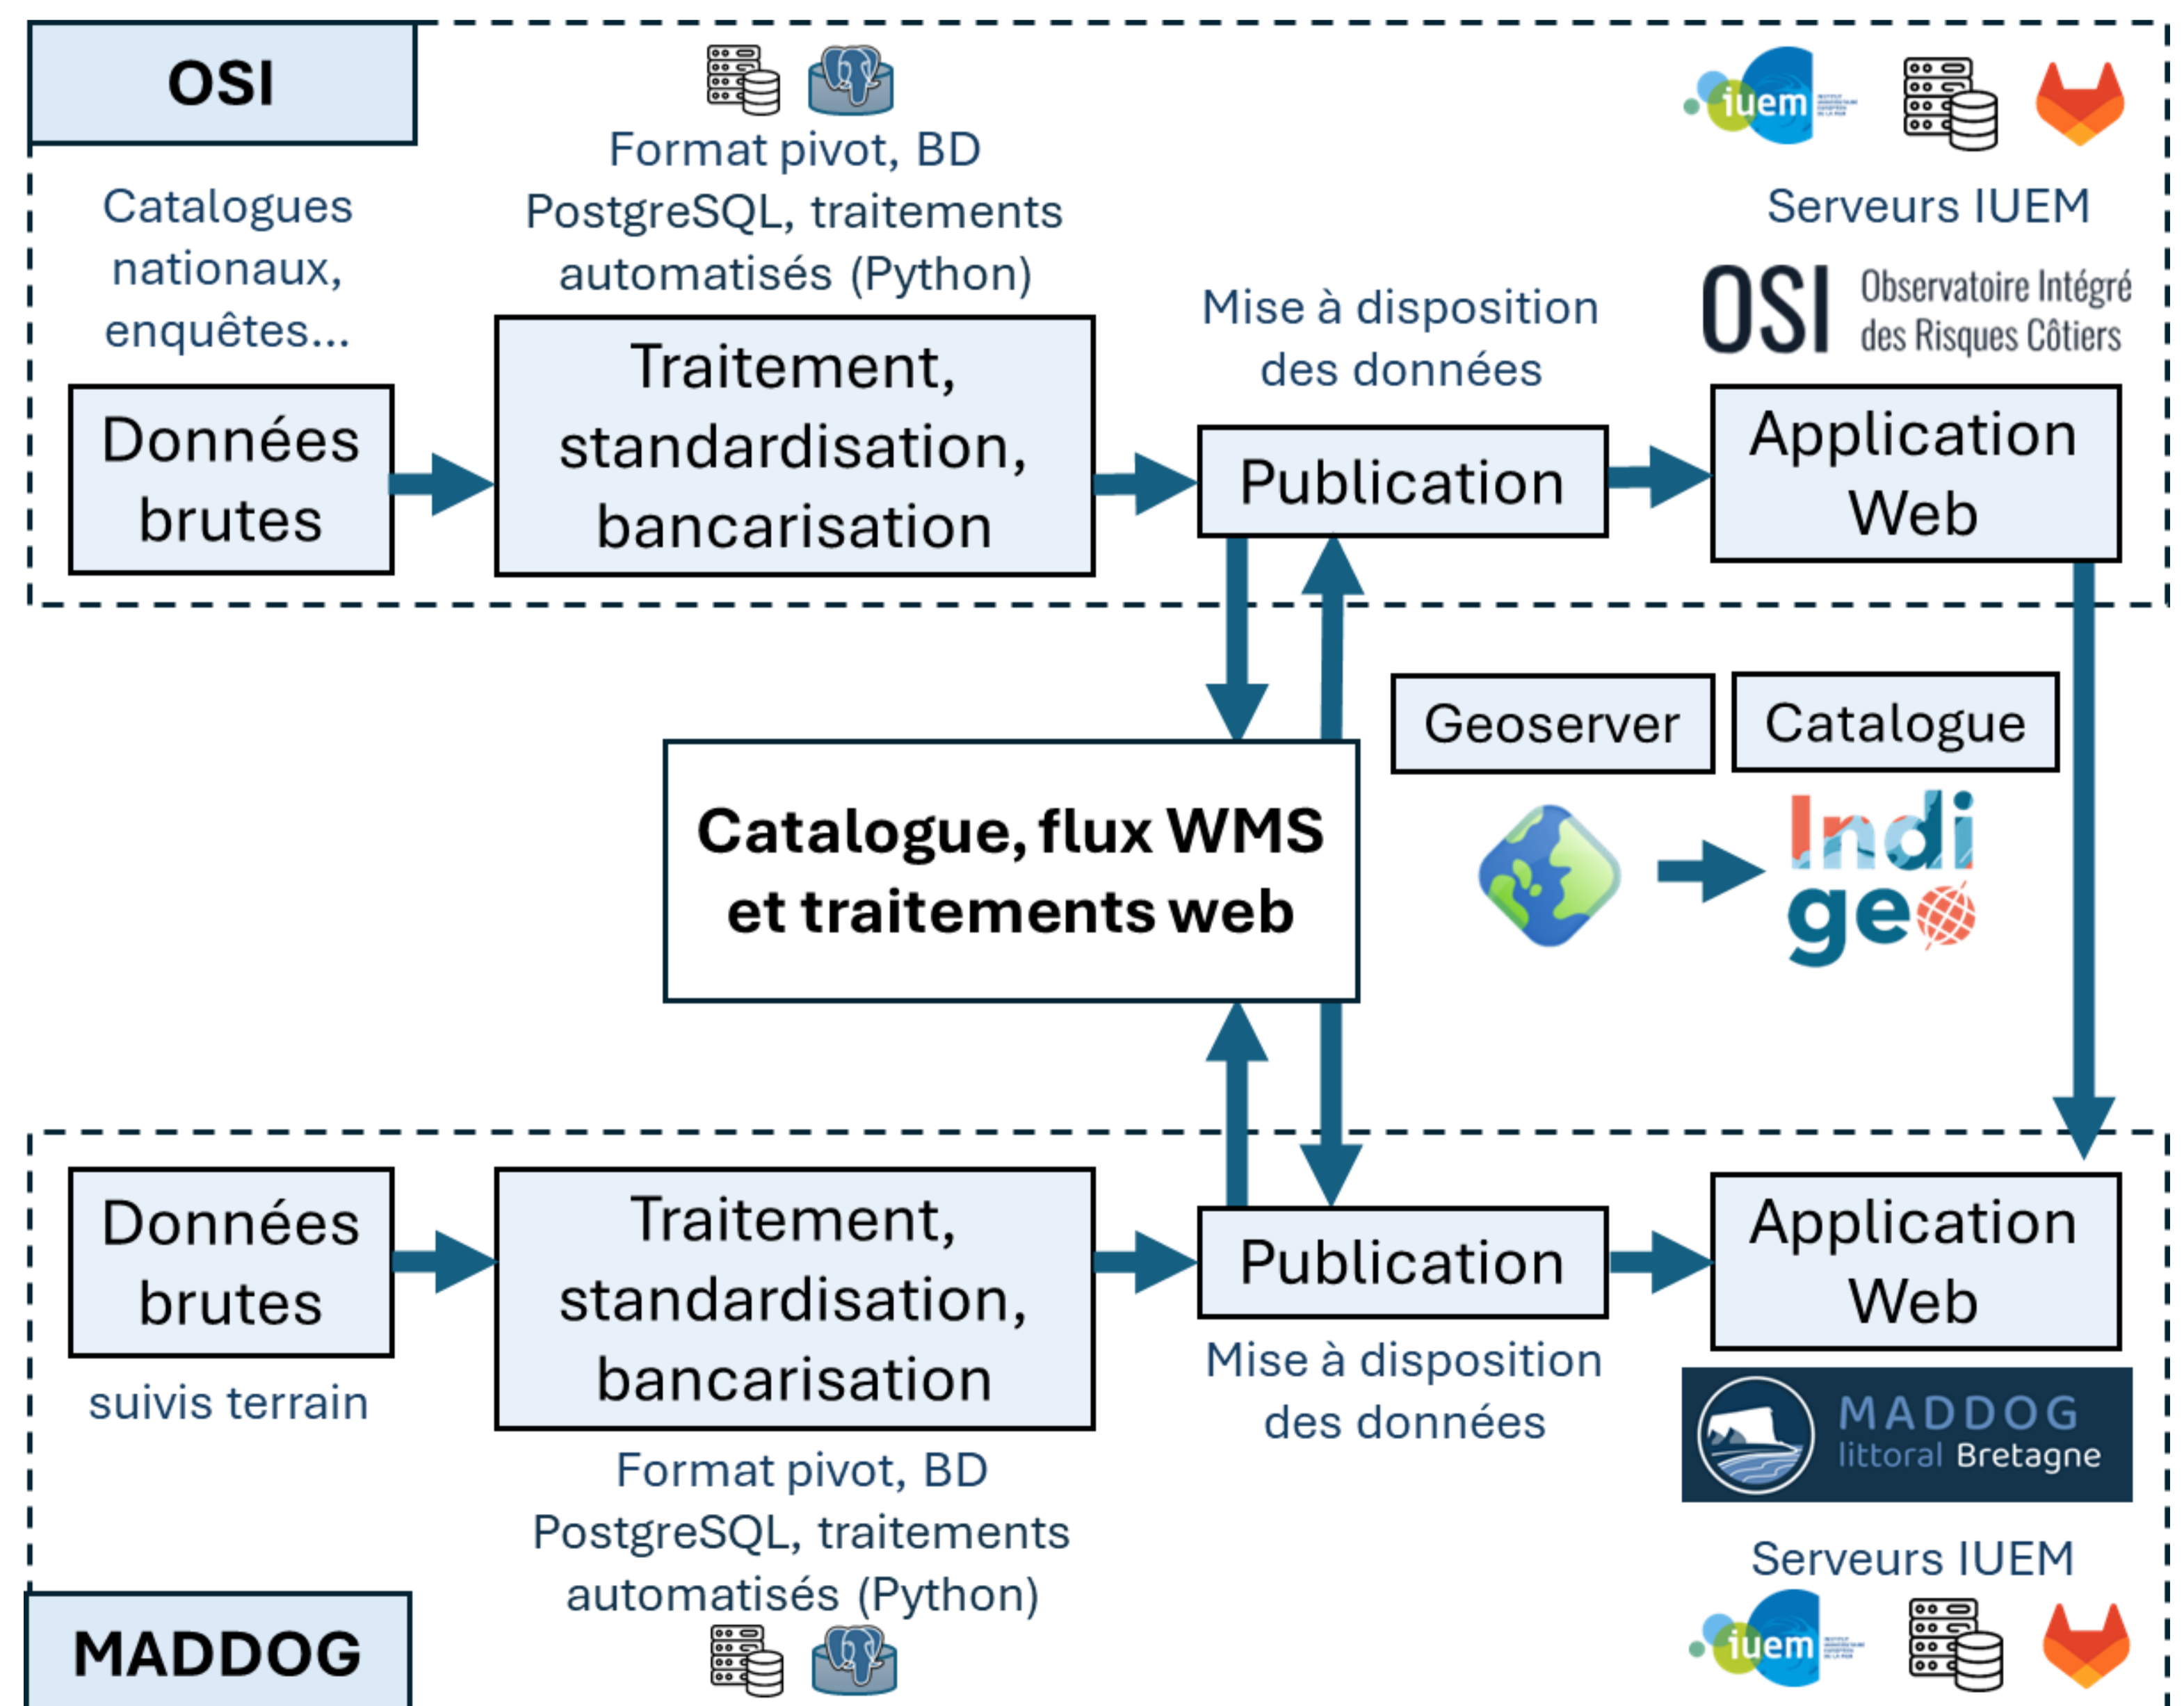 OSI
Format pivot, BD
PostgreSQL, traitements
automatisés (Python)
Catalogues
nationaux,
enquêtes...
Données
brutes
Traitement,
standardisation,
bancarisation
Mise à disposition
des données
Publication
iuem
Serveurs IUEM
OSI
Observatoire Intégré
des Risques Côtiers
Application
Web
Catalogue, flux WMS
et traitements web
Geoserver
Catalogue
Indi
geo
Données
brutes
suivis terrain
Traitement,
standardisation,
bancarisation
Format pivot, BD
PostgreSQL, traitements
automatisés (Python)
Publication
Mise à disposition
des données
Application
Web
MADDOG
littoral Bretagne
Serveurs IUEM
iuem
MADDOG